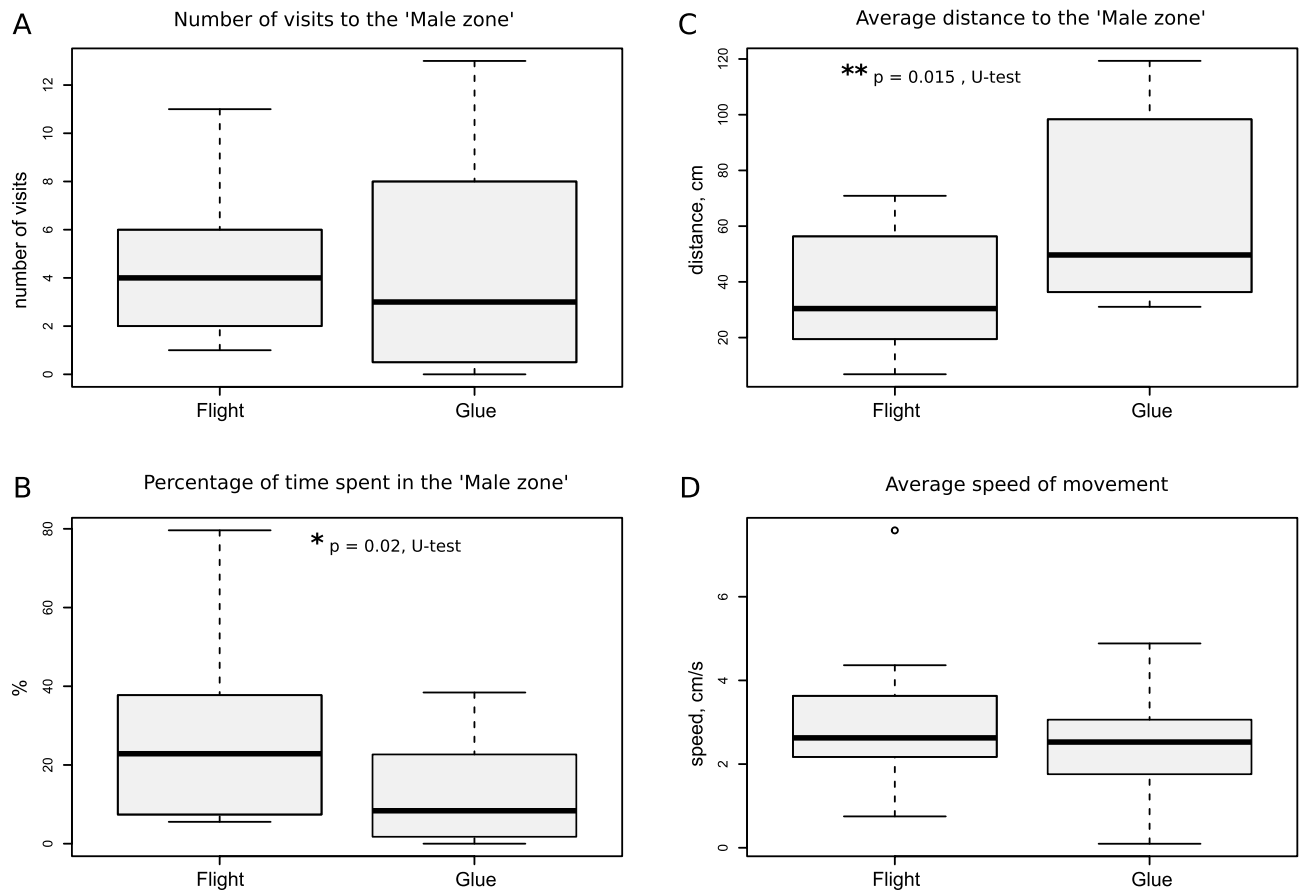 A
Number of visits to the 'Male zone'
number of visits
12
10
8
6
4
2
0
Flight
Glue
C
Average distance to the 'Male zone'
** p = 0.015 , U-test
distance, cm
120
100
80
60
40
20
Flight
Glue
B
Percentage of time spent in the 'Male zone'
* p = 0.02, U-test
%
80
60
40
20
0
Flight
Glue
D
Average speed of movement
speed, cm/s
6
4
2
0
Flight
Glue